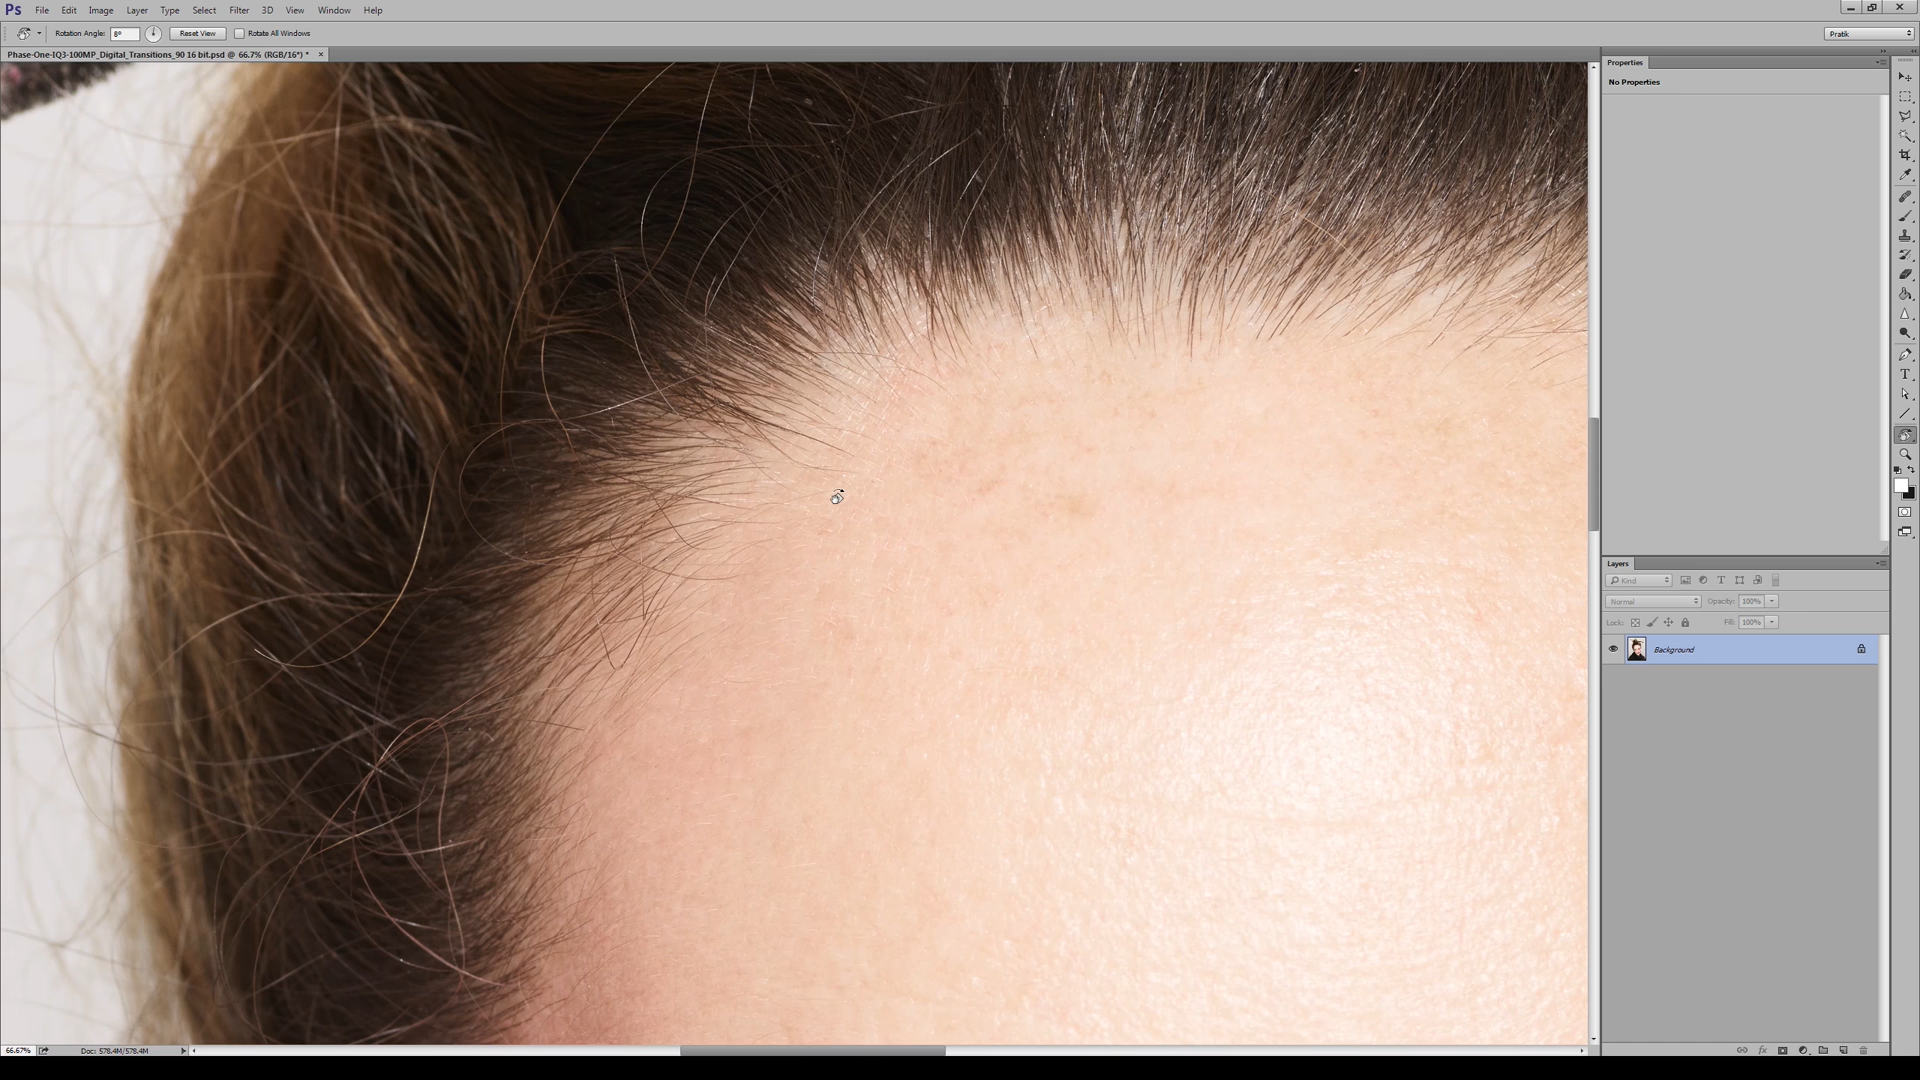 Ps File Edit Image Layer Type Select Filter 3D View Window Help
Rotation Angle: 8° Reset View Rotate All Windows Pratik
Phase-One-IQ3-100MP_Digital_Transitions_90 16 bit.psd @ 66.7% (RGB/16*) * ×
Properties
No Properties
Layers
Kind
Normal Opacity: 100%
Lock: Fill: 100%
Background
66.67% Doc: 578.4M/578.4M